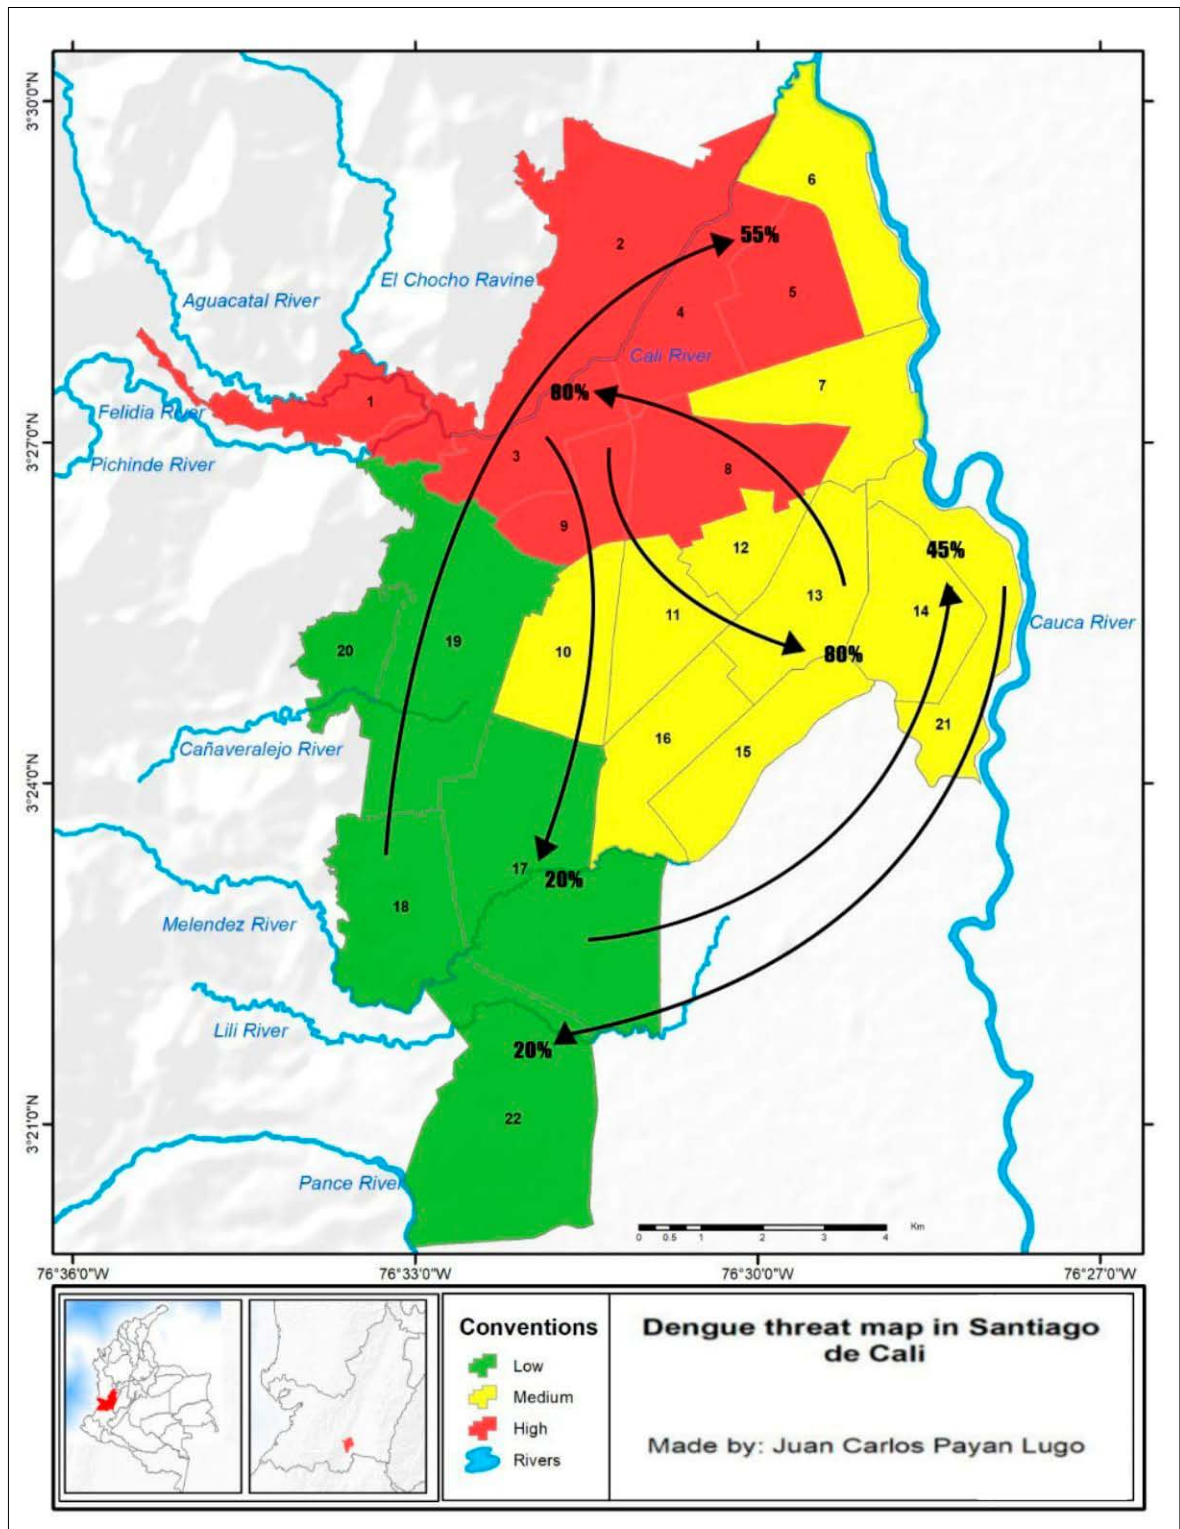 3°30'0"N
6
2
55%
El Chocho Ravine
5
Aguacatal River
4
Cali River
7
80%
1
Felidia River
3°27'0"N
3
Pichinde River
8
9
12
45%
13
14
11
Cauca River
19
20
10
80%
21
16
Cañaveralejo River
15
3°24'0"N
17
20%
18
Melendez River
Lili River
20%
22
3°21'0"N
Pance River
Km
0 0.5 1 2 3 4
76°36'0"W 76°33'0"W 76°30'0"W 76°27'0"W
Conventions
Low
Medium
High
Rivers
Dengue threat map in Santiago
de Cali
Made by: Juan Carlos Payan Lugo